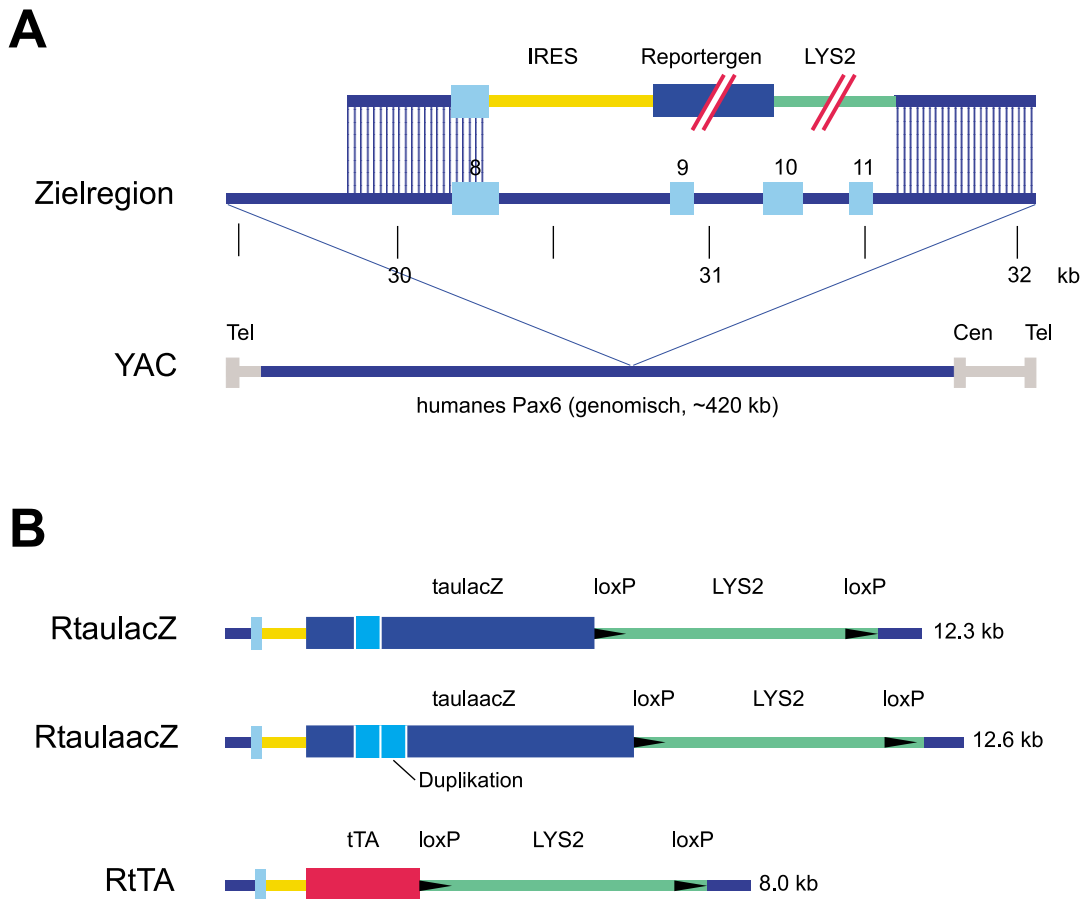 A
IRES Reportergen LYS2
8 9 10 11
Zielregion
30 31 32 kb
Tel Cen Tel
YAC
humanes Pax6 (genomisch, ~420 kb)
B
taulacZ loxP LYS2 loxP
RtaulacZ 12.3 kb
taulaacZ loxP LYS2 loxP
RtaulaacZ 12.6 kb
Duplikation
tTA loxP LYS2 loxP
RtTA 8.0 kb